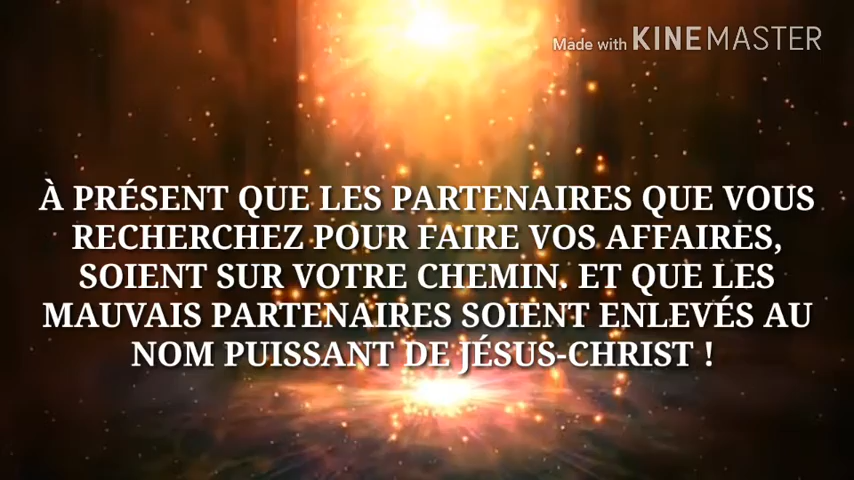 Made with KINEMASTER
À PRÉSENT QUE LES PARTENAIRES QUE VOUS
RECHERCHEZ POUR FAIRE VOS AFFAIRES,
SOIENT SUR VOTRE CHEMIN. ET QUE LES
MAUVAIS PARTENAIRES SOIENT ENLEVÉS AU
NOM PUISSANT DE JÉSUS-CHRIST !